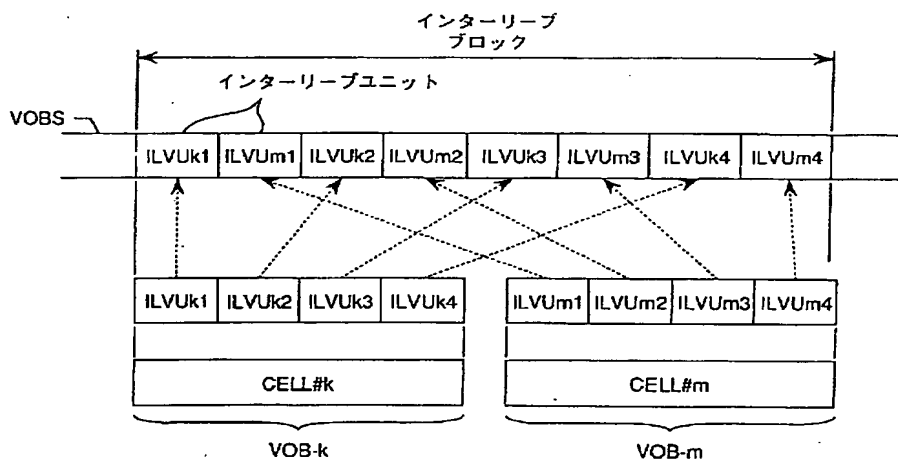 インターリーブ
ブロック
インターリーブユニット
VOBS
ILVUk1 ILVUm1 ILVUk2 ILVUm2 ILVUk3 ILVUm3 ILVUk4 ILVUm4
ILVUk1 ILVUk2 ILVUk3 ILVUk4 ILVUm1 ILVUm2 ILVUm3 ILVUm4
CELL#k CELL#m
VOB-k VOB-m